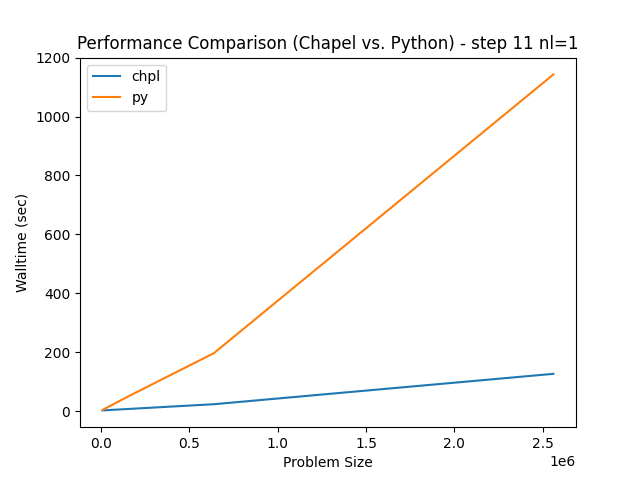 Performance Comparison (Chapel vs. Python) - step 11 nl=1
chpl
py
1200
1000
800
600
400
200
0
Walltime (sec)
0.0 0.5 1.0 1.5 2.0 2.5
1e6
Problem Size